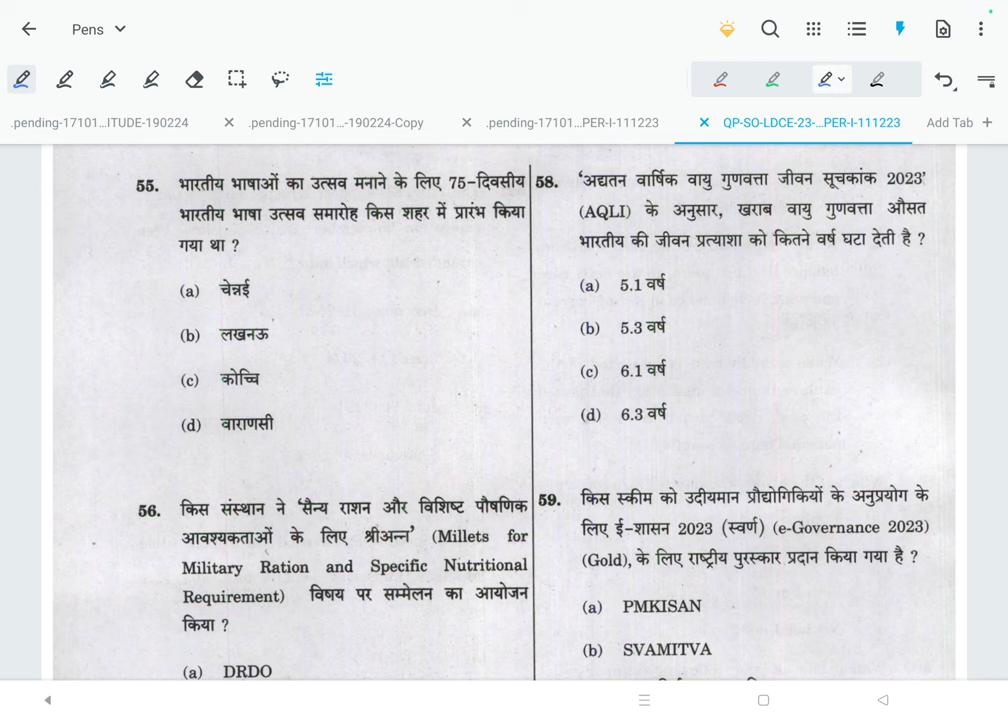 Pens
.pending-17101...ITUDE-190224
.pending-17101...-190224-Copy
.pending-17101...PER-I-111223
QP-SO-LDCE-23-...PER-I-111223
Add Tab
55. भारतीय भाषाओं का उत्सव मनाने के लिए 75-दिवसीय
भारतीय भाषा उत्सव समारोह किस शहर में प्रारंभ किया
गया था ?
(a) चेन्नई
(b) लखनऊ
(c) कोच्चि
(d) वाराणसी
56. किस संस्थान ने ‘सैन्य राशन और विशिष्ट पौषणिक
आवश्यकताओं के लिए श्रीअन्न’ (Millets for
Military Ration and Specific Nutritional
Requirement) विषय पर सम्मेलन का आयोजन
किया ?
(a) DRDO
58. ‘अद्यतन वार्षिक वायु गुणवत्ता जीवन सूचकांक 2023’
(AQLI) के अनुसार, खराब वायु गुणवत्ता औसत
भारतीय की जीवन प्रत्याशा को कितने वर्ष घटा देती है ?
(a) 5.1 वर्ष
(b) 5.3 वर्ष
(c) 6.1 वर्ष
(d) 6.3 वर्ष
59. किस स्कीम को उदीयमान प्रौद्योगिकियों के अनुप्रयोग के
लिए ई-शासन 2023 (स्वर्ण) (e-Governance 2023)
(Gold), के लिए राष्ट्रीय पुरस्कार प्रदान किया गया है ?
(a) PMKISAN
(b) SVAMITVA